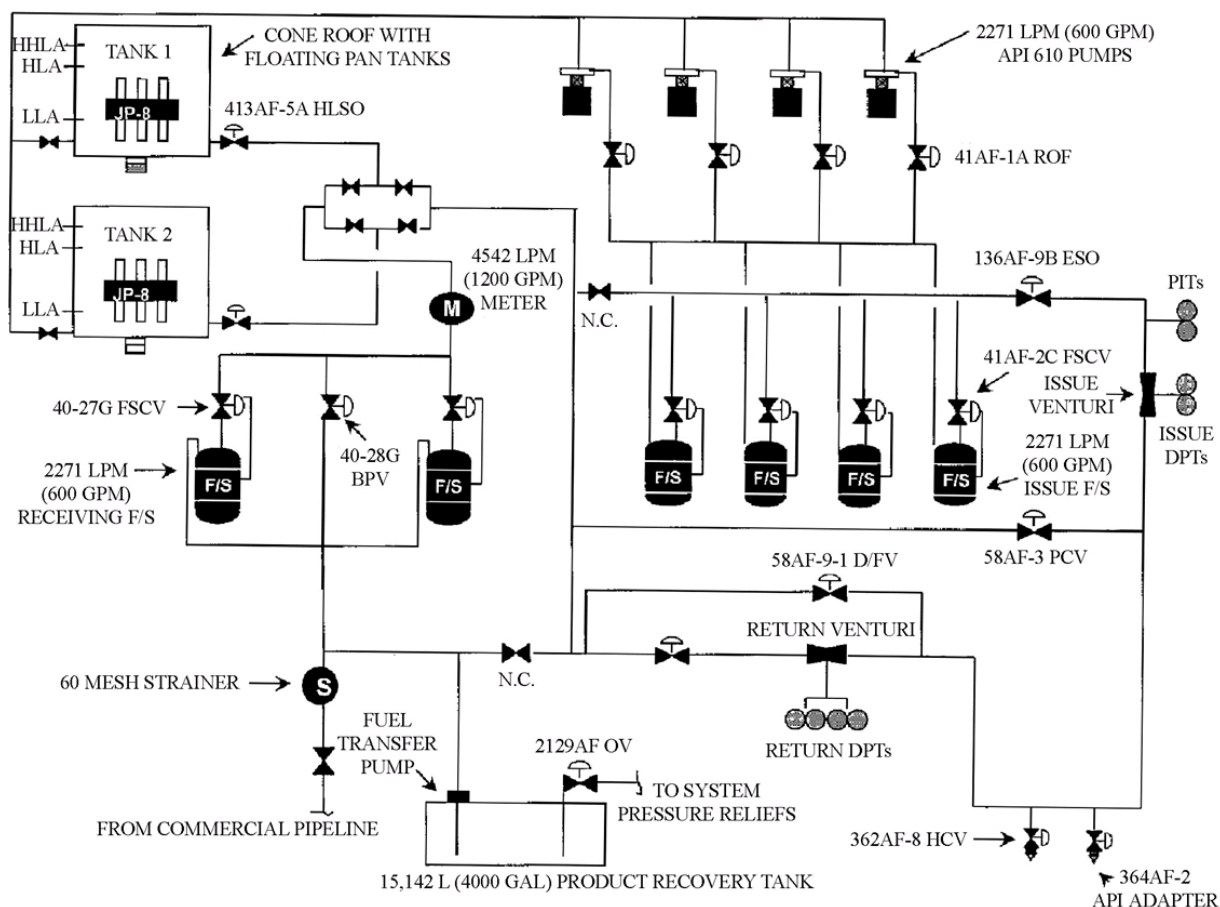 HHLA
HLA
LLA
TANK 1
JP-8
CONE ROOF WITH
FLOATING PAN TANKS
413AF-5A HLSO
2271 LPM (600 GPM)
API 610 PUMPS
41AF-1A ROF
HHLA
HLA
LLA
TANK 2
JP-8
4542 LPM
(1200 GPM)
METER
M
N.C.
136AF-9B ESO
PITs
41AF-2C FSCV
ISSUE
VENTURI
ISSUE
DPTs
40-27G FSCV
40-28G
BPV
2271 LPM
(600 GPM)
RECEIVING F/S
F/S
F/S
F/S
F/S
F/S
F/S
2271 LPM
(600 GPM)
ISSUE F/S
58AF-3 PCV
58AF-9-1 D/FV
RETURN VENTURI
RETURN DPTs
N.C.
60 MESH STRAINER
S
FUEL
TRANSFER
PUMP
2129AF OV
TO SYSTEM
PRESSURE RELIEFS
FROM COMMERCIAL PIPELINE
15,142 L (4000 GAL) PRODUCT RECOVERY TANK
362AF-8 HCV
364AF-2
API ADAPTER